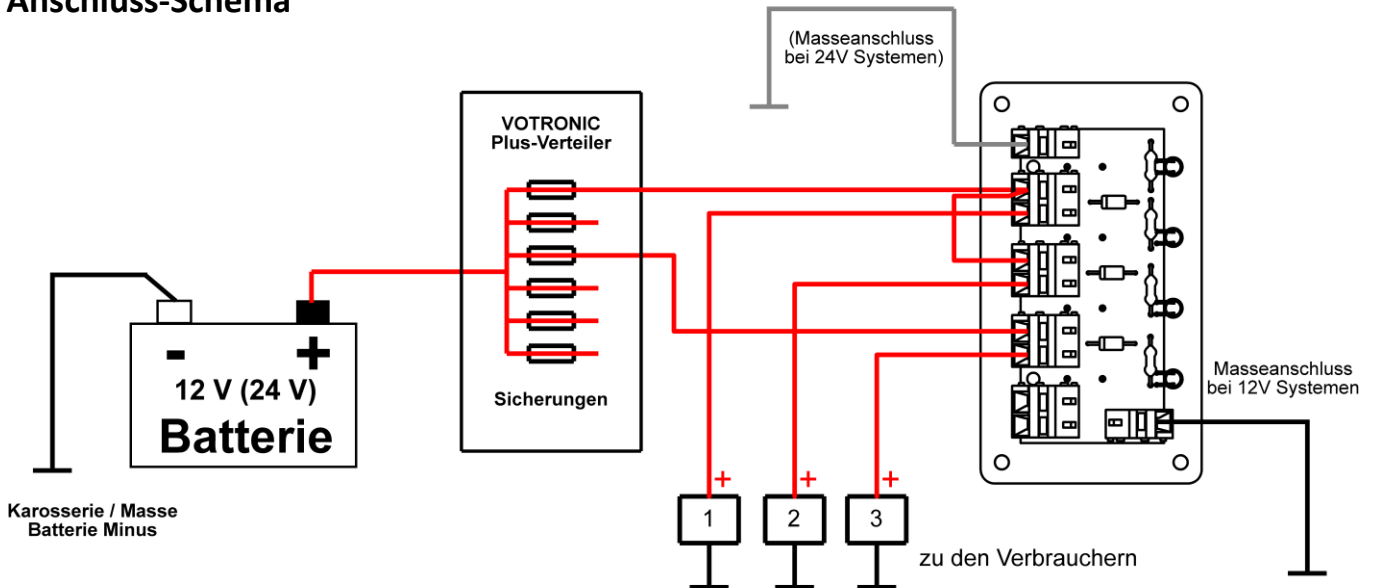 Anschluss-Schema
(Masseanschluss
bei 24V Systemen)
VOTRONIC
Plus-Verteiler
Sicherungen
- +
12 V (24 V)
Batterie
Karosserie / Masse
Batterie Minus
Masseanschluss
bei 12V Systemen
+ + +
1 2 3
zu den Verbrauchern